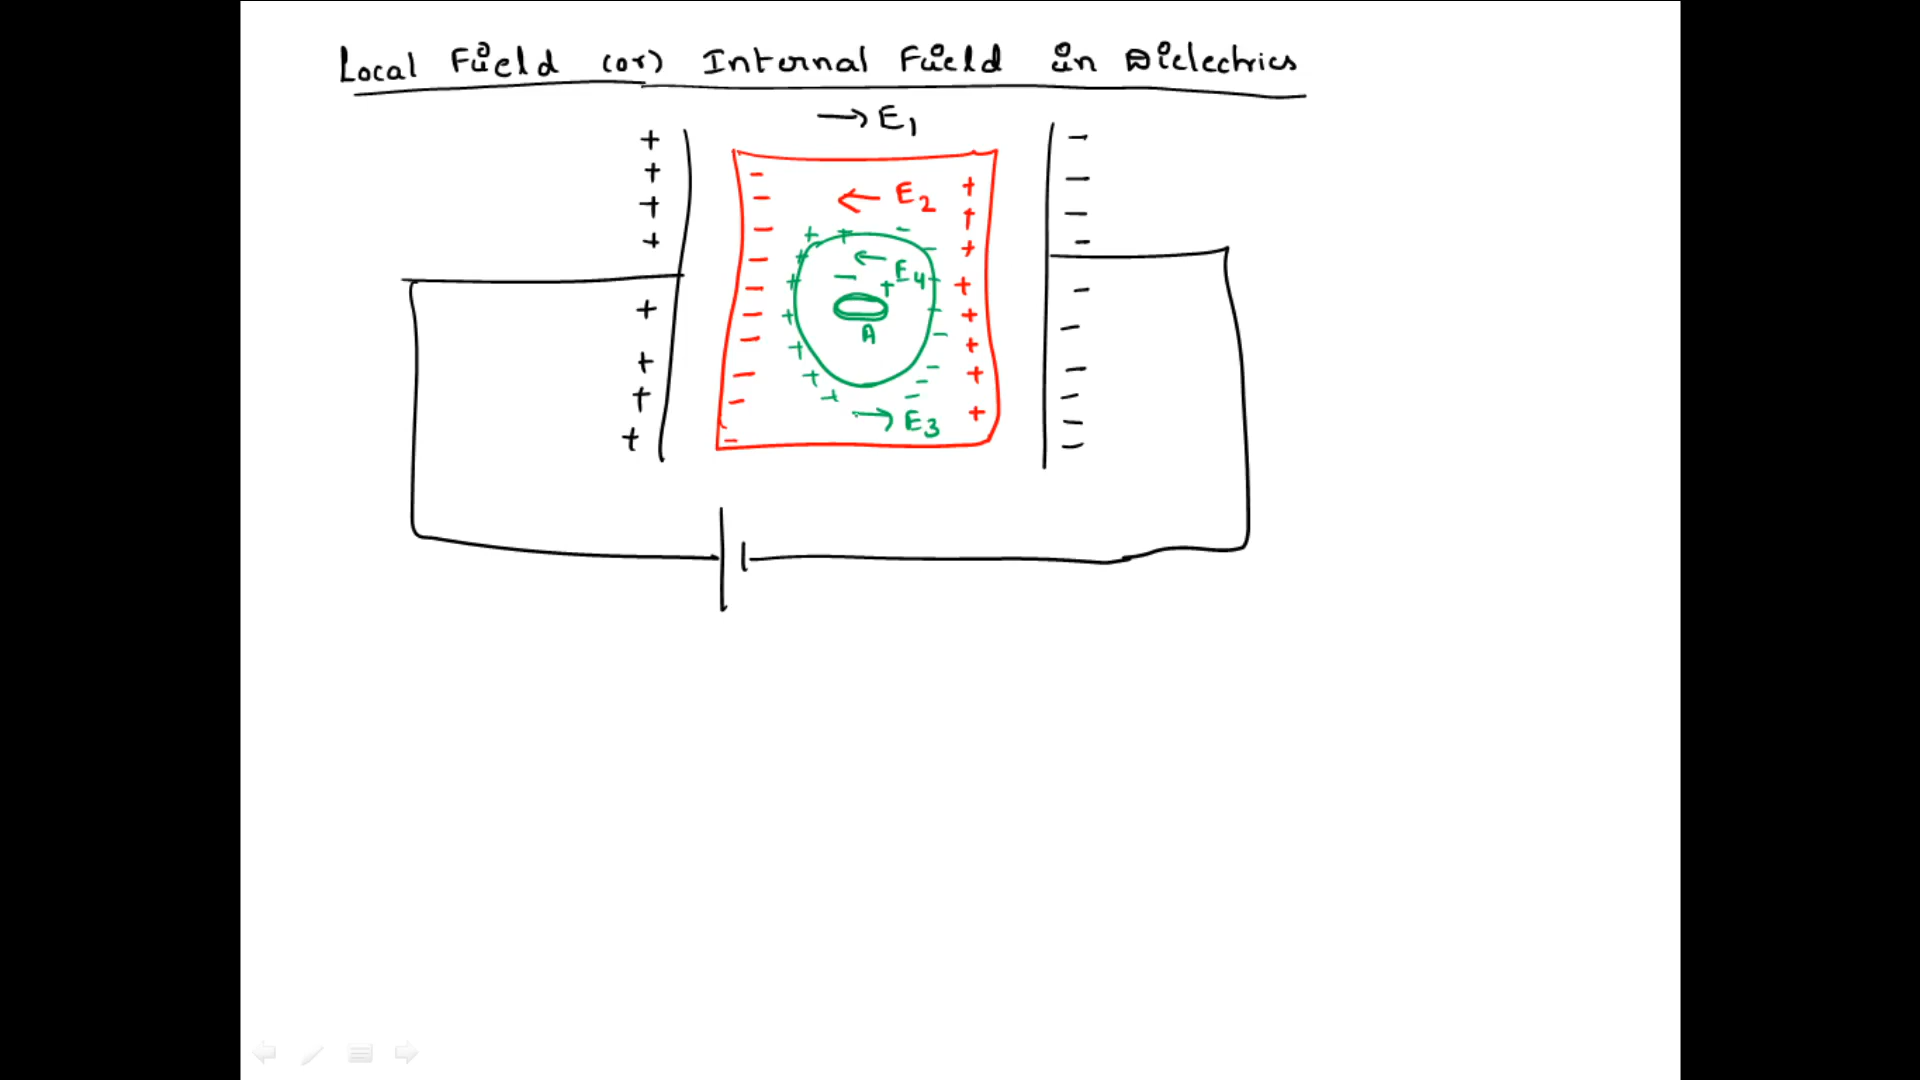 Local Field (or) Internal Field in Dielectrics
→ E1
+ −
+ −
+ −
+ −
+ −
+ −
+ −
+ −
← E2
← E4
− +
A
→ E3